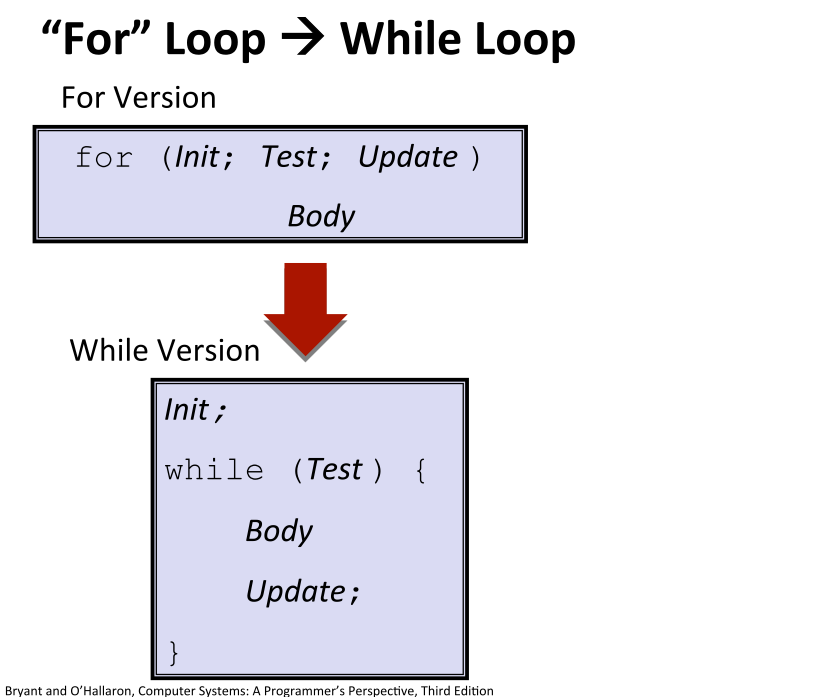 “For” Loop → While Loop
For Version
for (Init; Test; Update )
Body
While Version
Init;
while (Test ) {
Body
Update;
}
Bryant and O’Hallaron, Computer Systems: A Programmer’s Perspective, Third Edition